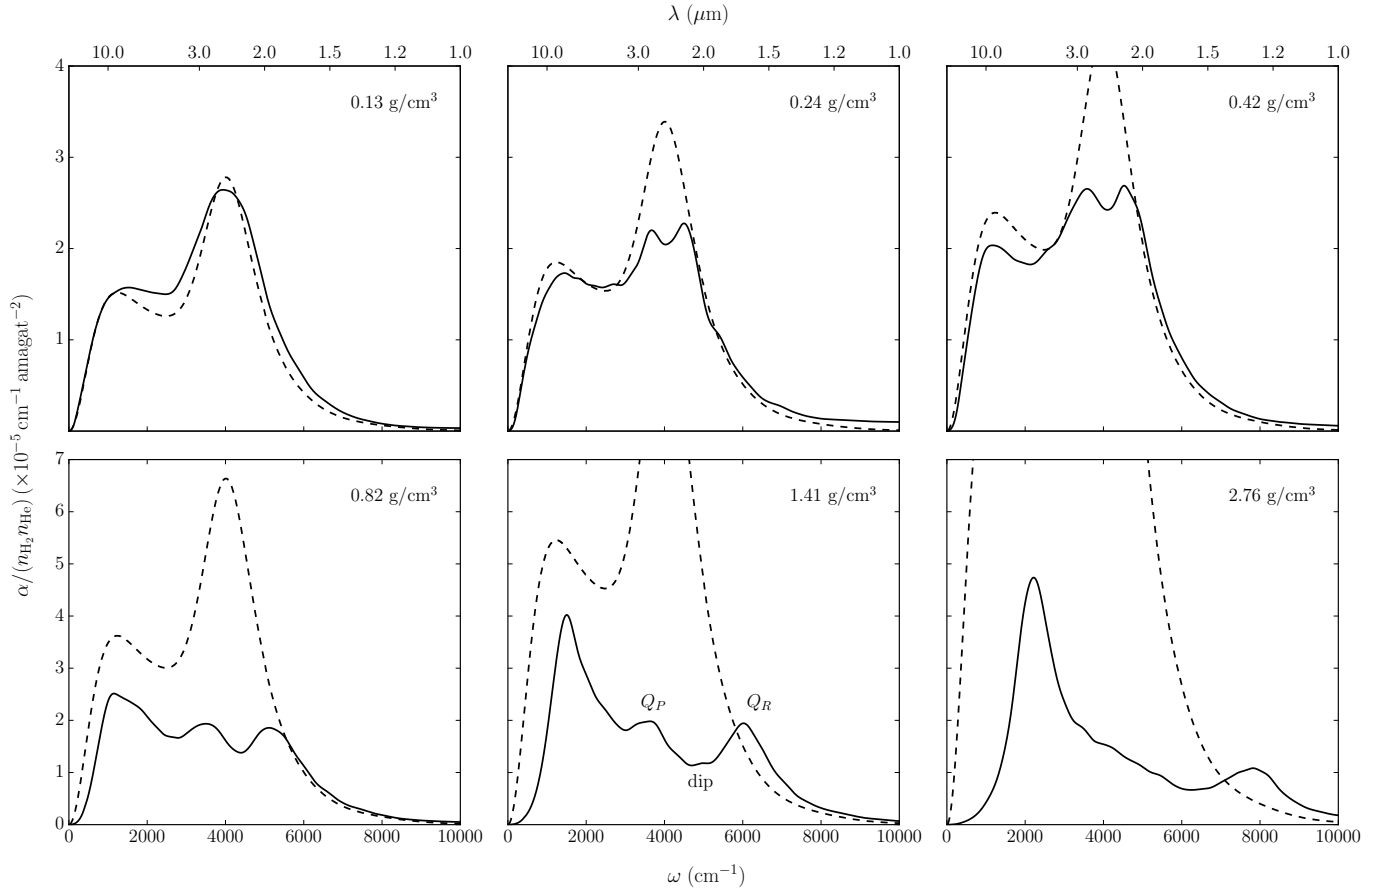 λ (μm)
10.0 3.0 2.0 1.5 1.2 1.0
10.0 3.0 2.0 1.5 1.2 1.0
10.0 3.0 2.0 1.5 1.2 1.0
4
3
2
1
0.13 g/cm³
0.24 g/cm³
0.42 g/cm³
α/(n_H₂ n_He) (×10⁻⁵ cm⁻¹ amagat⁻²)
7
6
5
4
3
2
1
0
0.82 g/cm³
1.41 g/cm³
2.76 g/cm³
Q_P
Q_R
dip
0 2000 4000 6000 8000 10000
0 2000 4000 6000 8000 10000
0 2000 4000 6000 8000 10000
ω (cm⁻¹)